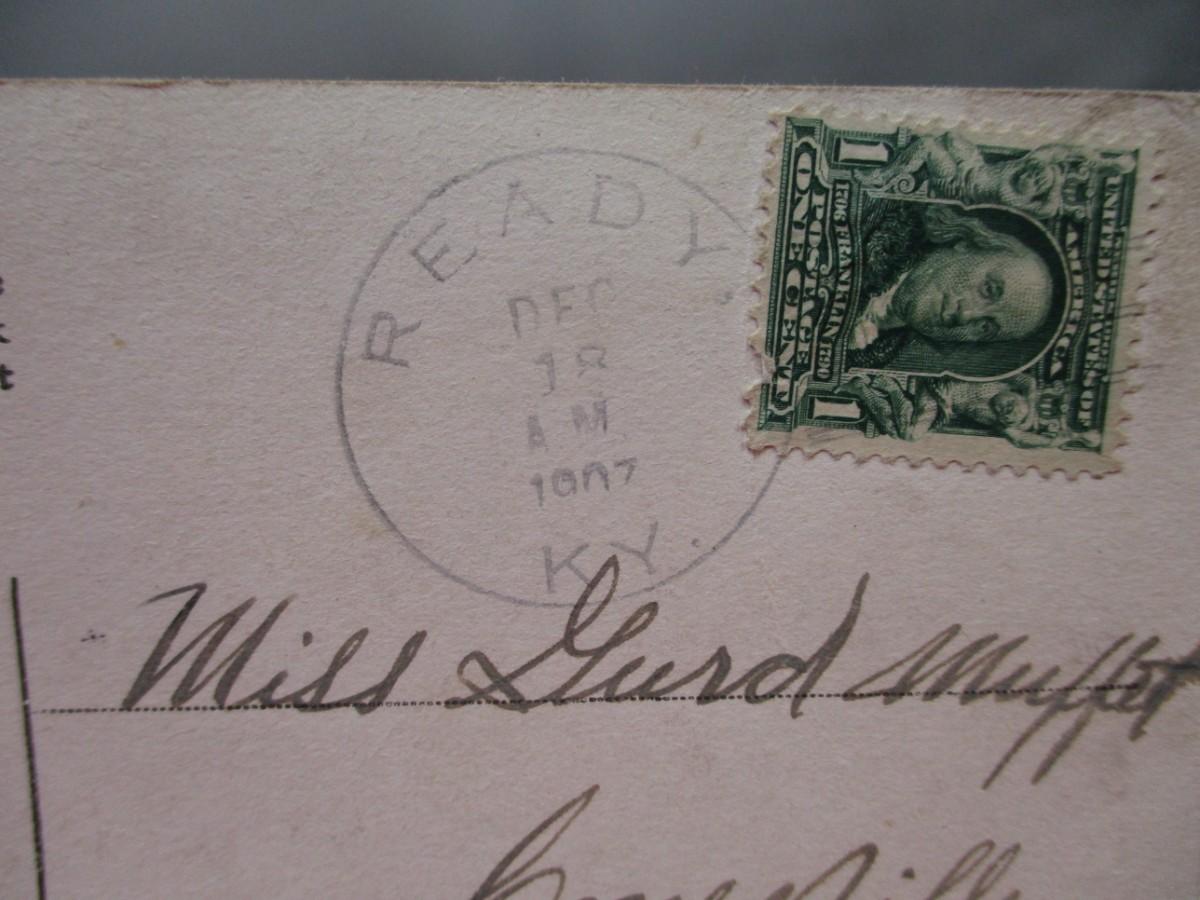 READY.
DEC
18
A.M.
1907
KY.
UNITED STATES OF
AMERICA
1706 FRANKLIN 1790
POSTAGE
ONE CENT
1 1
Miss Gurd Muffet